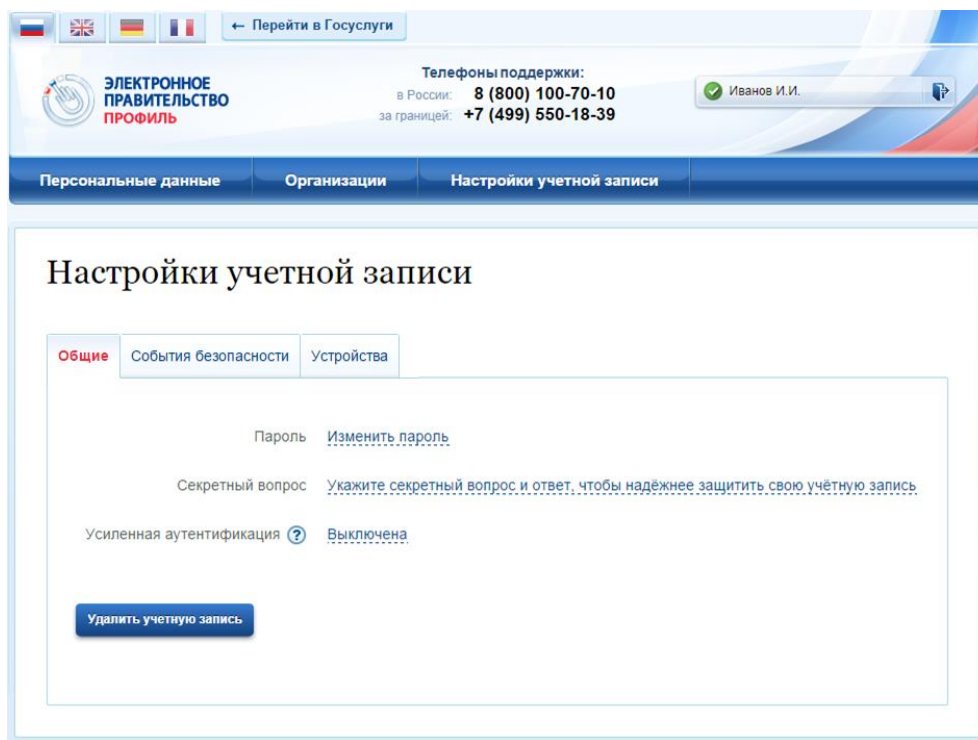 ← Перейти в Госуслуги
ЭЛЕКТРОННОЕ
ПРАВИТЕЛЬСТВО
ПРОФИЛЬ
Телефоны поддержки:
в России: 8 (800) 100-70-10
за границей: +7 (499) 550-18-39
Иванов И.И.
Персональные данные Организации Настройки учетной записи
Настройки учетной записи
Общие События безопасности Устройства
Пароль Изменить пароль
Секретный вопрос Укажите секретный вопрос и ответ, чтобы надёжнее защитить свою учётную запись
Усиленная аутентификация ? Выключена
Удалить учетную запись